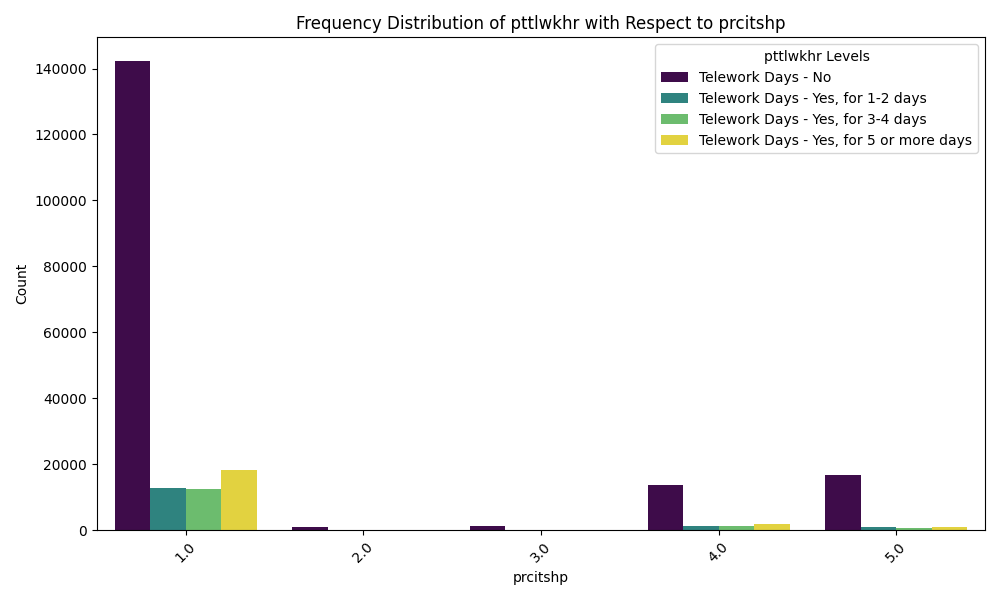 Frequency Distribution of pttlwkhr with Respect to prcitshp
pttlwkhr Levels
Telework Days - No
Telework Days - Yes, for 1-2 days
Telework Days - Yes, for 3-4 days
Telework Days - Yes, for 5 or more days
Count
140000
120000
100000
80000
60000
40000
20000
0
1.0
2.0
3.0
4.0
5.0
prcitshp